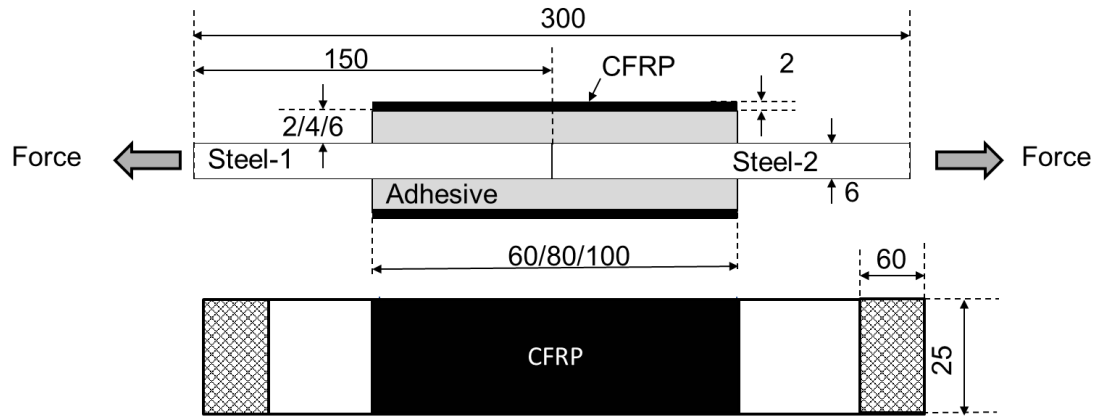 300
150
CFRP
2
2/4/6
Force
Steel-1
Steel-2
Force
6
Adhesive
60/80/100
60
CFRP
25